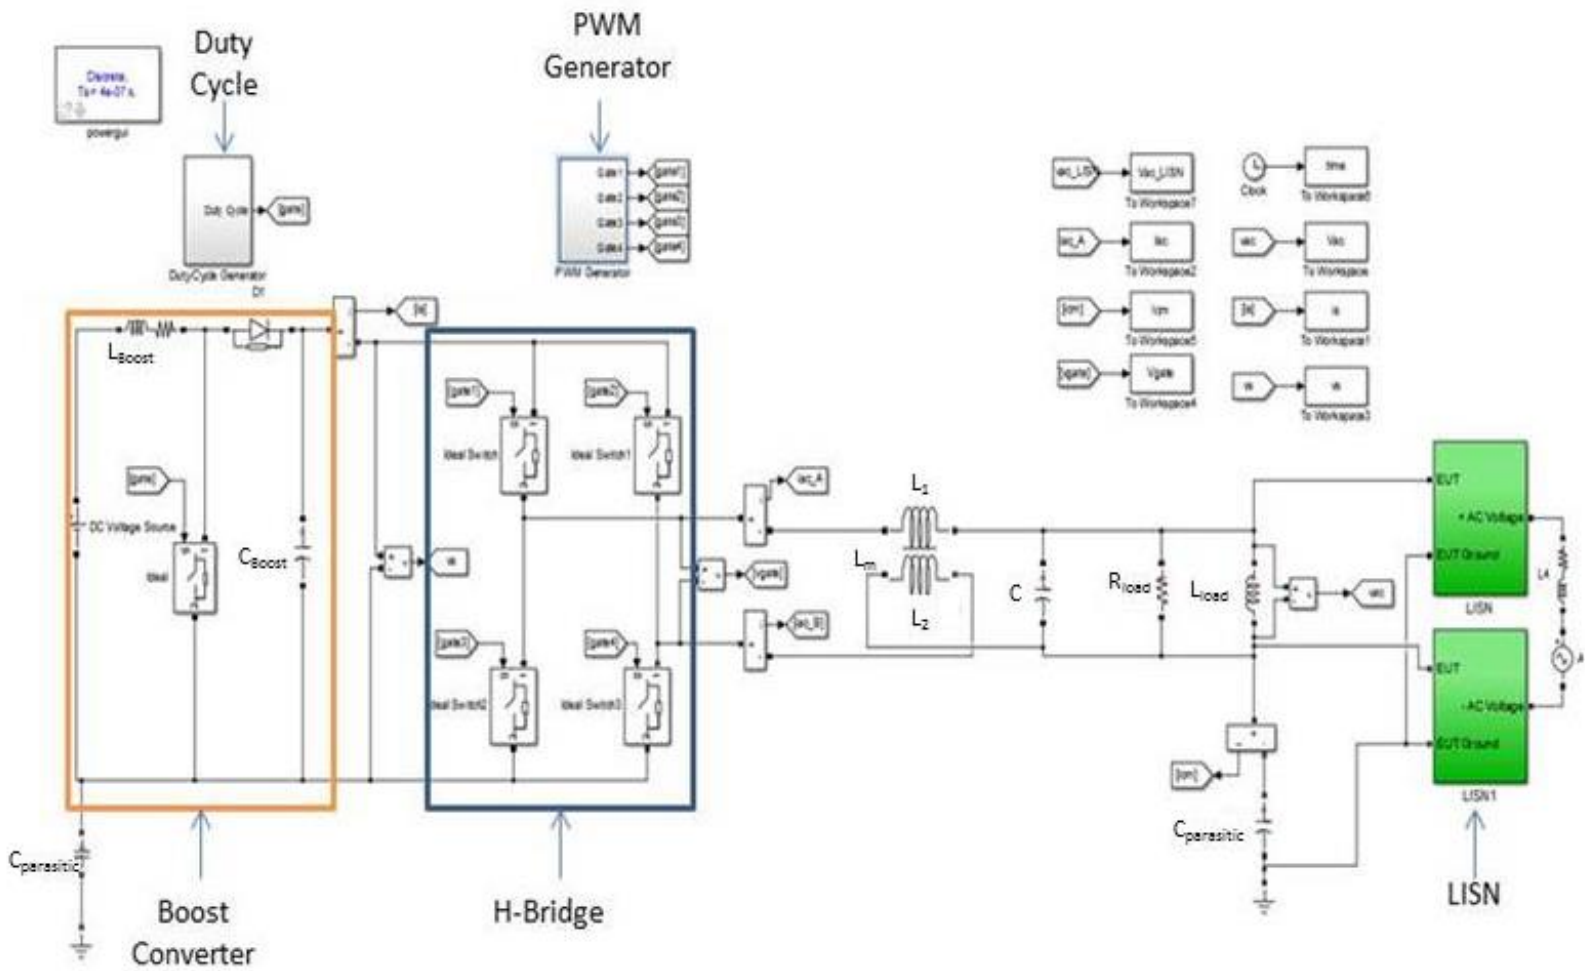 Duty
Cycle
PWM
Generator
Discrete,
Ts = 4e-07 s.
powergui
Duty Cycle
[gate]
DutyCycle Generator
D1
Gate1
Gate2
Gate3
Gate4
[gate1]
[gate2]
[gate3]
[gate4]
PWM Generator
Vac_LISN
To Workspace7
Clock
time
To Workspace6
iac_A
Iac
To Workspace2
vac
Vac
To Workspace
[icm]
Icm
To Workspace5
[is]
is
To Workspace1
[vgate]
Vgate
To Workspace4
vs
vs
To Workspace3
[is]
LBoost
[gate1]
[gate2]
Ideal Switch
Ideal Switch1
[gate]
DC Voltage Source
Ideal
CBoost
vs
iac_A
[vgate]
[iac_B]
L1
Lm
L2
C
Rload
Lload
vac
EUT
+ AC Voltage
EUT Ground
LISN
L4
EUT
- AC Voltage
EUT Ground
LISN1
[gate3]
[gate4]
Ideal Switch2
Ideal Switch3
[icm]
Cparasitic
Cparasitic
Boost
Converter
H-Bridge
LISN